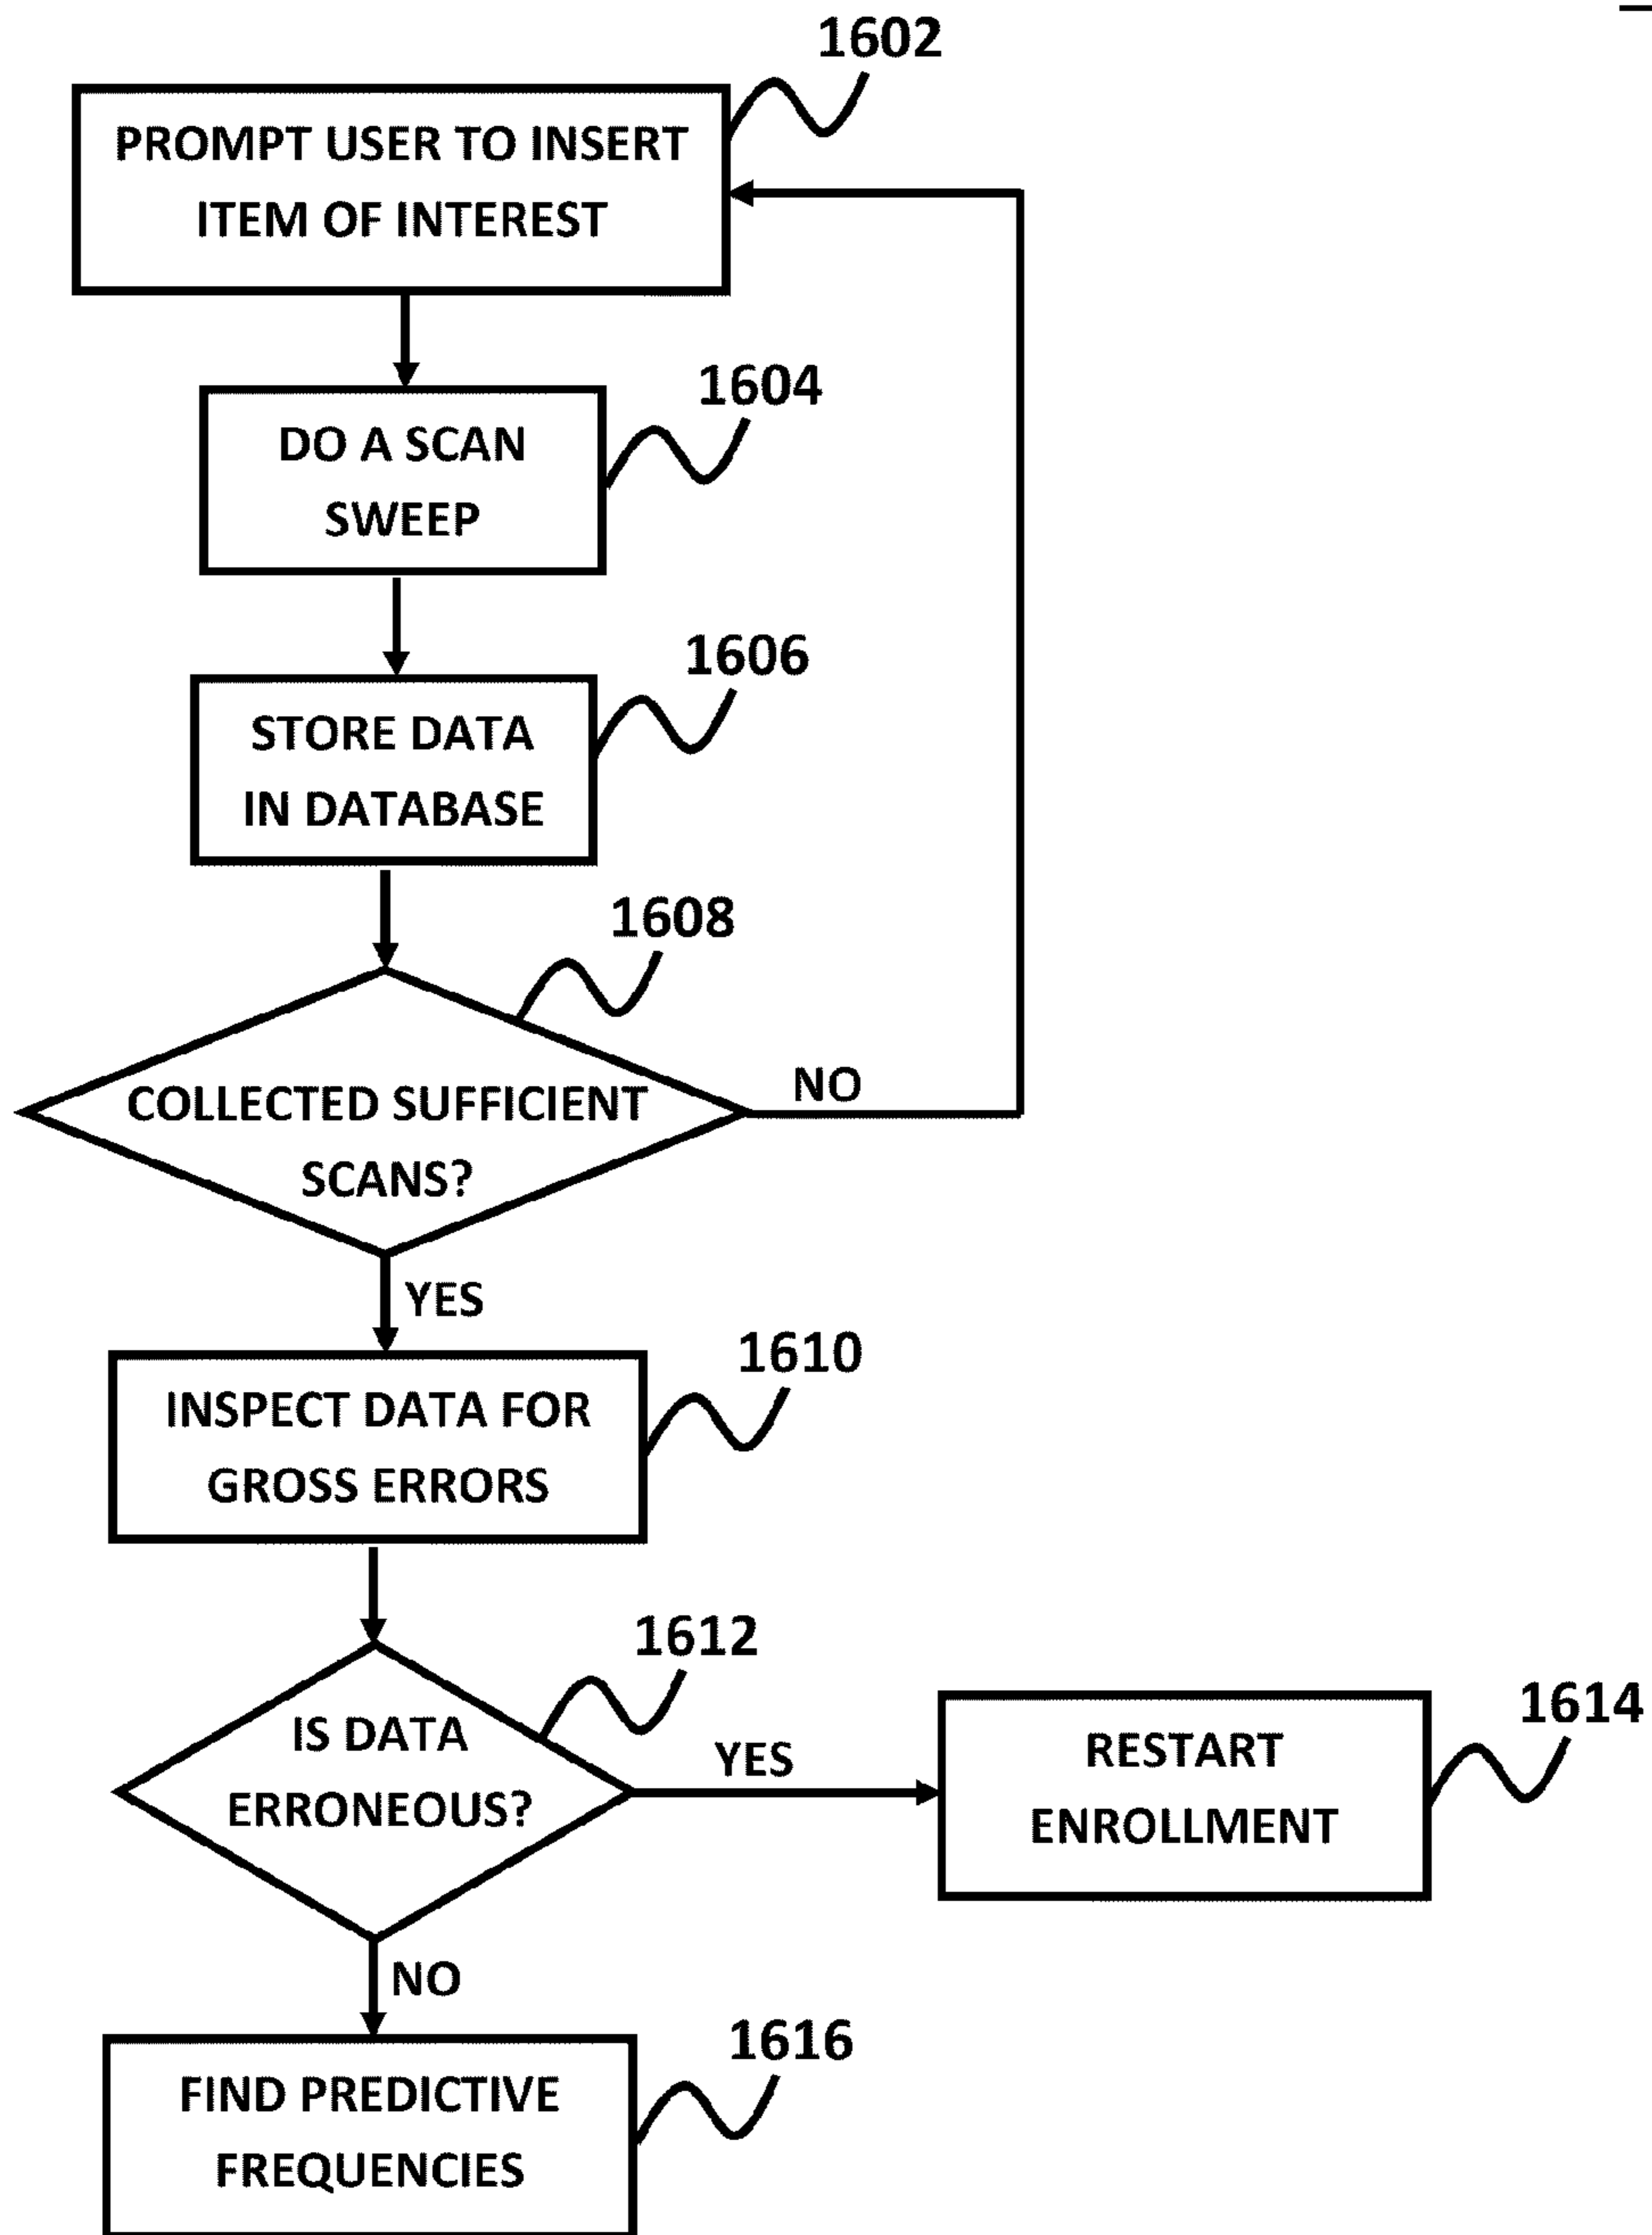 1602
PROMPT USER TO INSERT
ITEM OF INTEREST
1604
DO A SCAN
SWEEP
1606
STORE DATA
IN DATABASE
1608
COLLECTED SUFFICIENT
SCANS?
NO
YES
1610
INSPECT DATA FOR
GROSS ERRORS
1612
IS DATA
ERRONEOUS?
YES
1614
RESTART
ENROLLMENT
NO
1616
FIND PREDICTIVE
FREQUENCIES